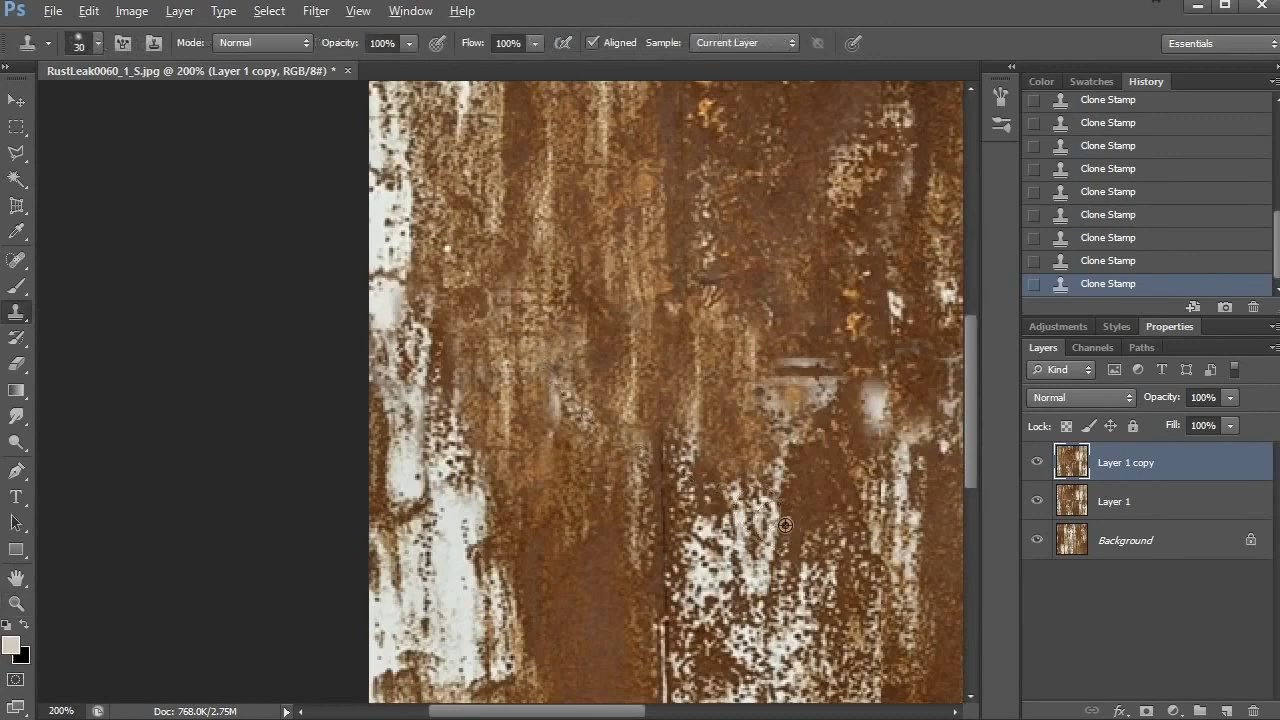 Ps File Edit Image Layer Type Select Filter View Window Help
30 Mode: Normal Opacity: 100% Flow: 100% Aligned Sample: Current Layer Essentials
RustLeak0060_1_S.jpg @ 200% (Layer 1 copy, RGB/8#) * ×
Color Swatches History
Clone Stamp
Clone Stamp
Clone Stamp
Clone Stamp
Clone Stamp
Clone Stamp
Clone Stamp
Clone Stamp
Clone Stamp
Adjustments Styles Properties
Layers Channels Paths
Kind
Normal Opacity: 100%
Lock: Fill: 100%
Layer 1 copy
Layer 1
Background
200% Doc: 768.0K/2.75M